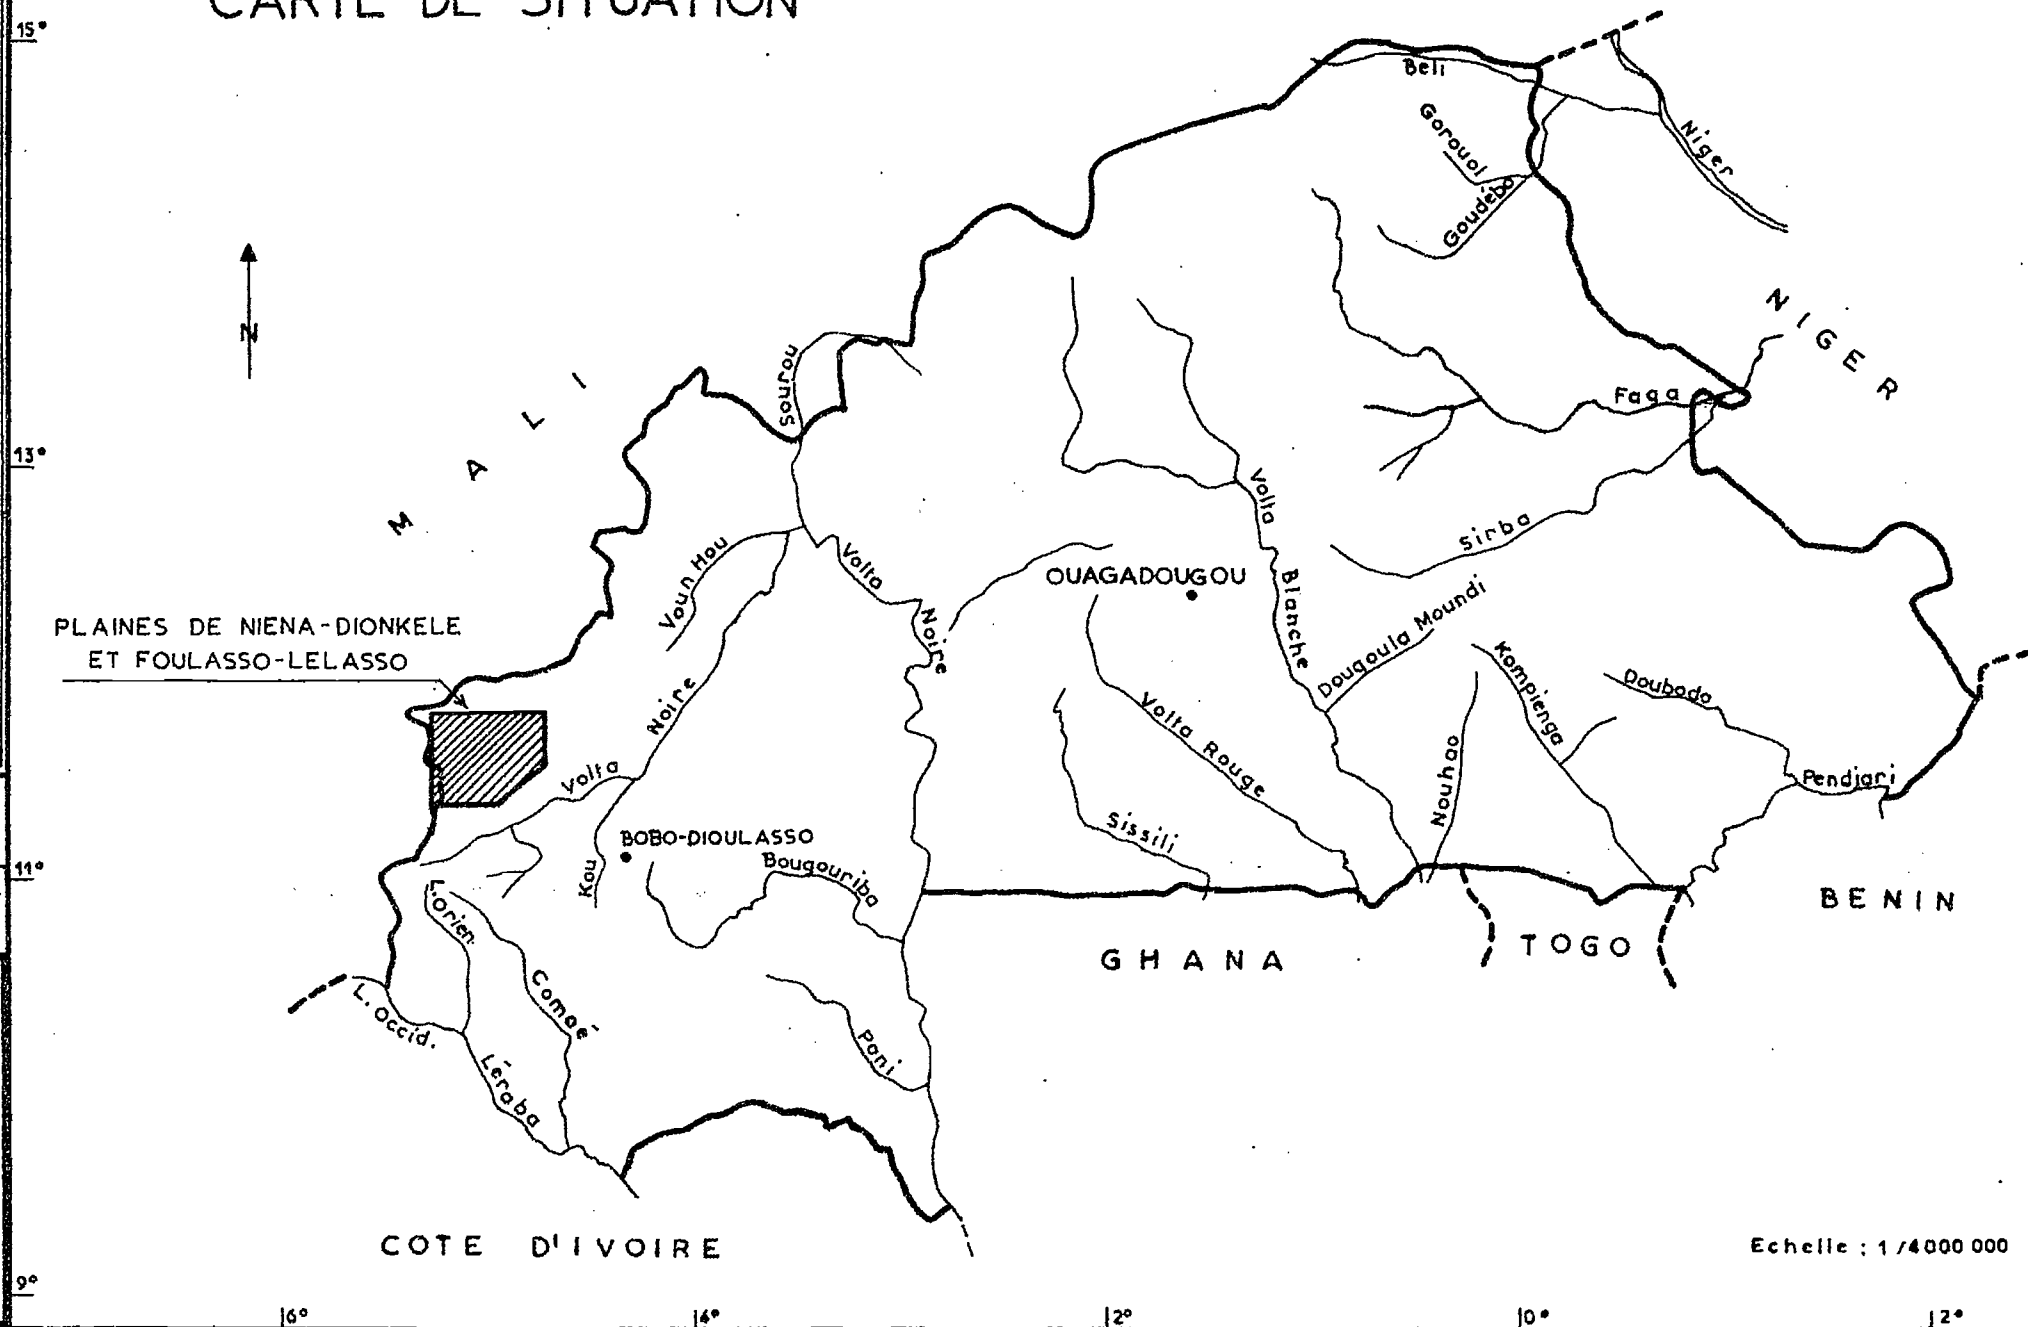 CARTE DE SITUATION
15°
Beli
Gorouol
Niger
Goudébo
N
NIGER
Sourou
MALI
Faga
13°
Volta
Sirba
Voun Hou
Volta
OUAGADOUGOU
Blanche
Dougoula Moundi
Noire
PLAINES DE NIENA-DIONKELE
ET FOULASSO-LELASSO
Kompienga
Doubodo
Noire
Volta Rouge
Volta
Nouhao
Pendjari
Sissili
BOBO-DIOULASSO
Bougouriba
11°
Kou
L.orien.
BENIN
GHANA
TOGO
Comoé
L. occid.
Poni
Léraba
COTE D'IVOIRE
Echelle : 1/4000 000
9°
6°
4°
2°
0°
2°